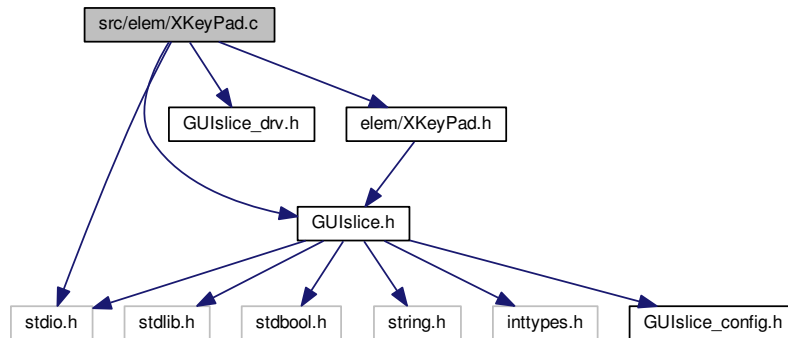 src/elem/XKeyPad.c
GUIslice_drv.h
elem/XKeyPad.h
GUIslice.h
stdio.h
stdlib.h
stdbool.h
string.h
inttypes.h
GUIslice_config.h